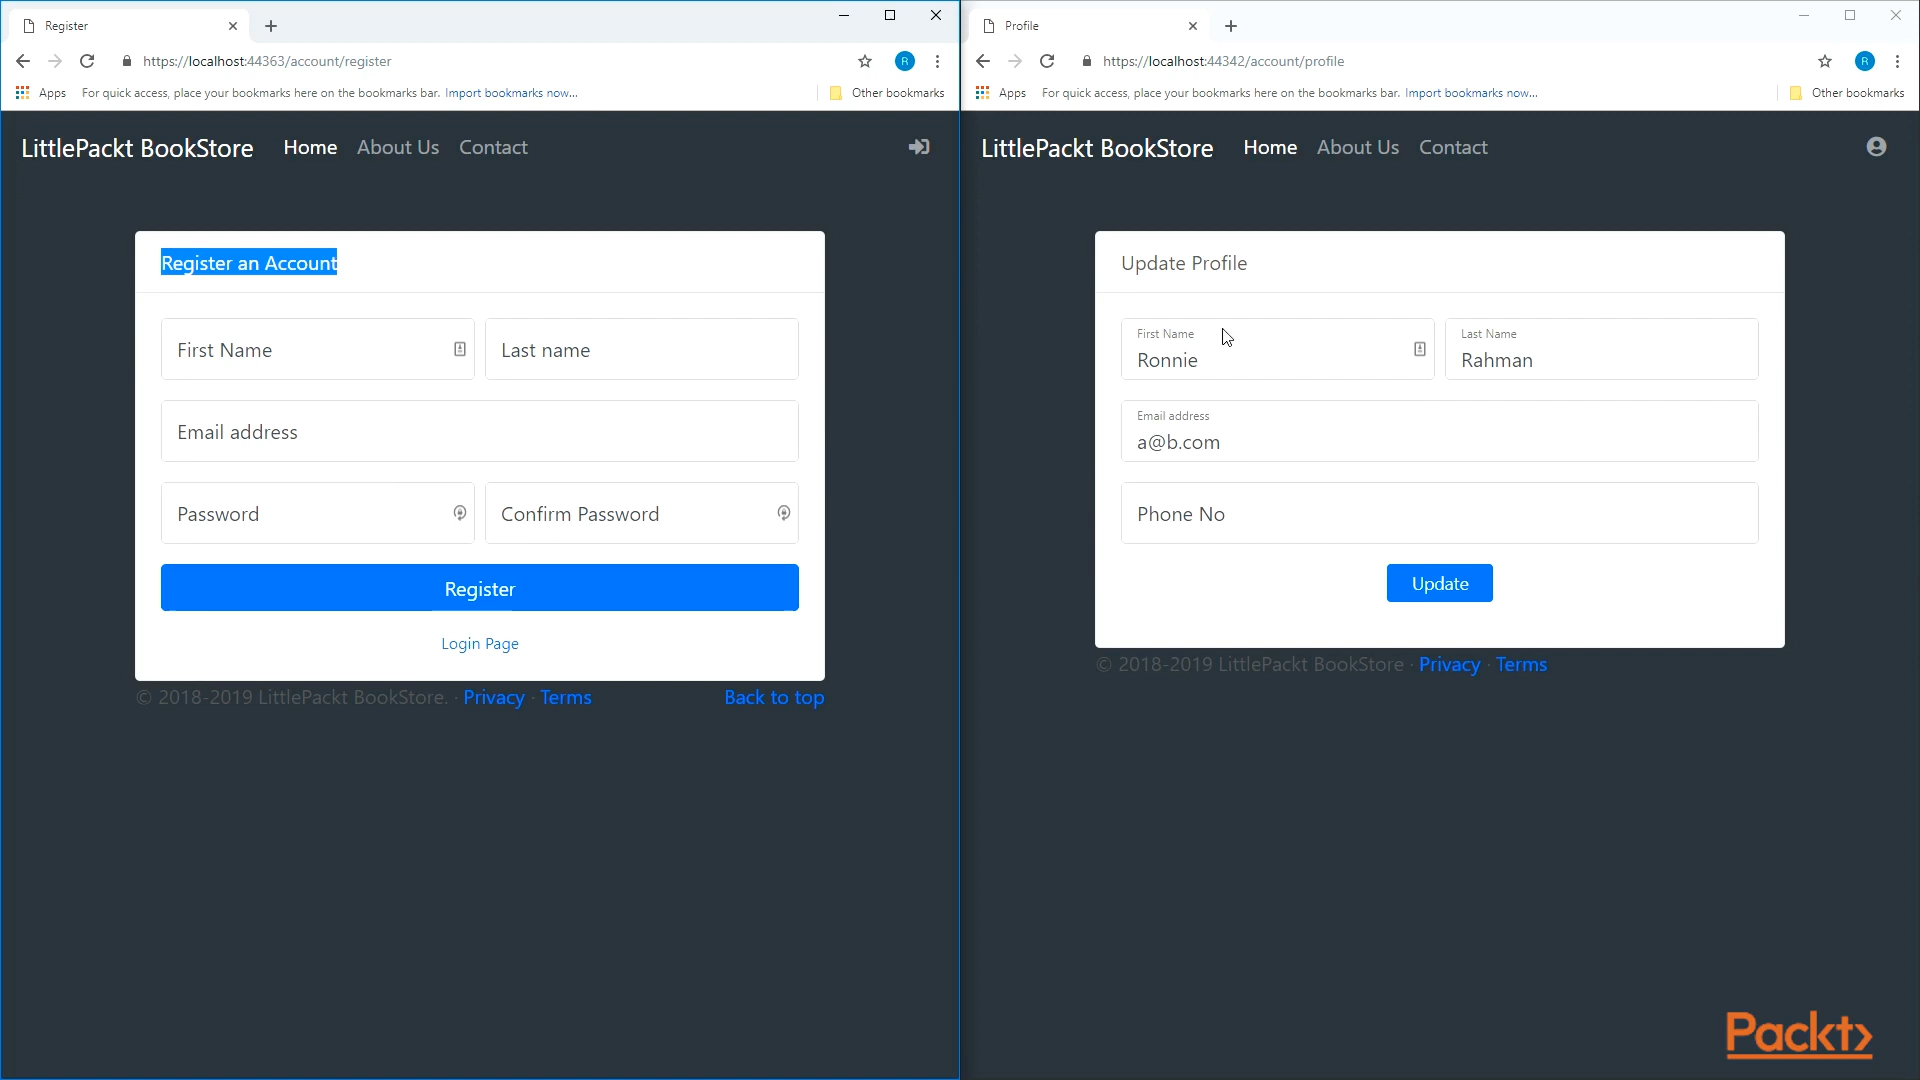 Register
https://localhost:44363/account/register
R
Apps For quick access, place your bookmarks here on the bookmarks bar. Import bookmarks now... Other bookmarks
LittlePackt BookStore Home About Us Contact
Register an Account
First Name Last name
Email address
Password Confirm Password
Register
Login Page
© 2018-2019 LittlePackt BookStore. · Privacy · Terms Back to top
Profile
https://localhost:44342/account/profile
R
Apps For quick access, place your bookmarks here on the bookmarks bar. Import bookmarks now... Other bookmarks
LittlePackt BookStore Home About Us Contact
Update Profile
First Name Last Name
Ronnie Rahman
Email address
a@b.com
Phone No
Update
© 2018-2019 LittlePackt BookStore · Privacy · Terms
Packt